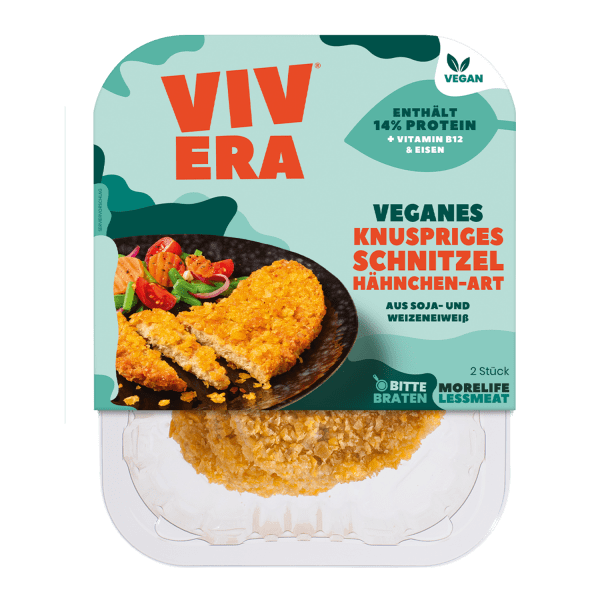 VIV
ERA®
VEGAN
ENTHÄLT
14% PROTEIN
+ VITAMIN B12
& EISEN
VEGANES
KNUSPRIGES
SCHNITZEL
HÄHNCHEN-ART
AUS SOJA- UND
WEIZENEIWEIß
2 Stück
BITTE
BRATEN
MORELIFE
LESSMEAT